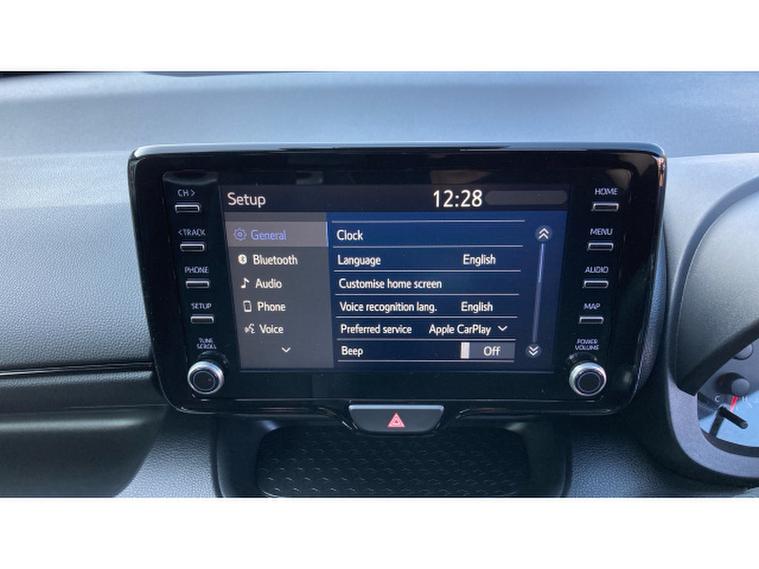 CH >
< TRACK
PHONE
SETUP
TUNE
SCROLL
Setup 12:28
General
Bluetooth
Audio
Phone
Voice
Clock
Language English
Customise home screen
Voice recognition lang. English
Preferred service Apple CarPlay
Beep Off
HOME
MENU
AUDIO
MAP
POWER
VOLUME
C H